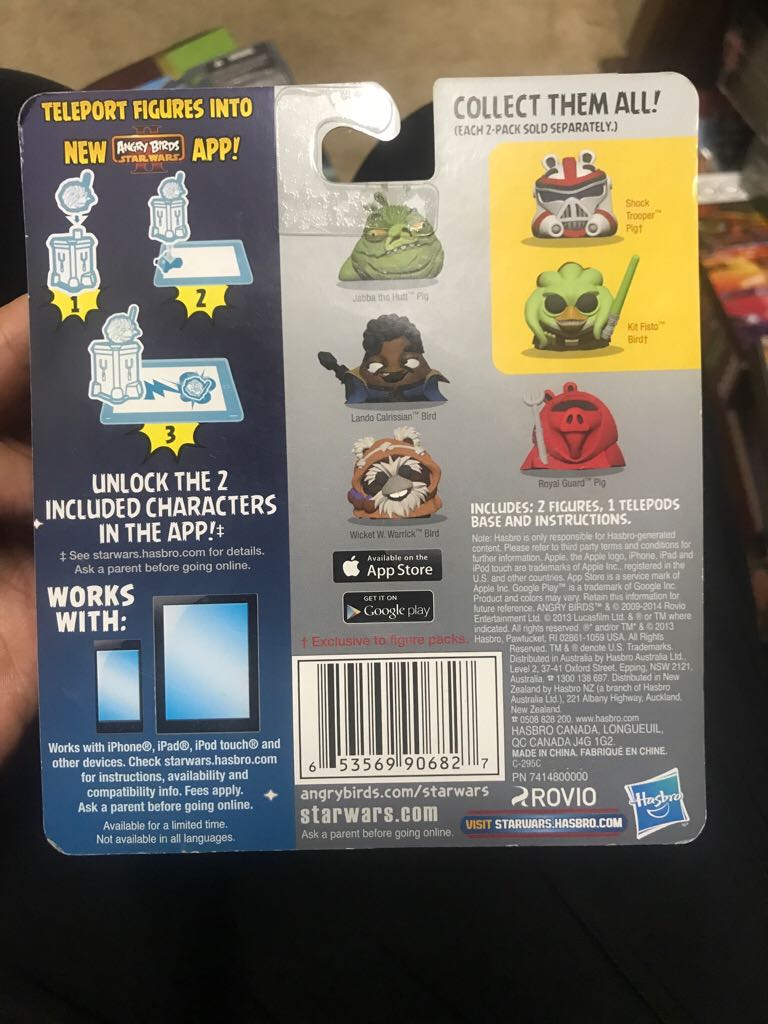 TELEPORT FIGURES INTO
NEW ANGRY BIRDS STAR WARS II APP!
1
2
3
UNLOCK THE 2
INCLUDED CHARACTERS
IN THE APP!‡
‡ See starwars.hasbro.com for details.
Ask a parent before going online.
WORKS
WITH:
Works with iPhone®, iPad®, iPod touch® and
other devices. Check starwars.hasbro.com
for instructions, availability and
compatibility info. Fees apply.
Ask a parent before going online.
Available for a limited time.
Not available in all languages.
COLLECT THEM ALL!
(EACH 2-PACK SOLD SEPARATELY.)
Jabba the Hutt™ Pig
Lando Calrissian™ Bird
Wicket W. Warrick™ Bird
Shock
Trooper™
Pig†
Kit Fisto™
Bird†
Royal Guard™ Pig
Available on the
App Store
GET IT ON
Google play
† Exclusive to figure packs.
6 53569 90682 7
angrybirds.com/starwars
starwars.com
Ask a parent before going online.
INCLUDES: 2 FIGURES, 1 TELEPODS
BASE AND INSTRUCTIONS.
Note: Hasbro is only responsible for Hasbro-generated
content. Please refer to third party terms and conditions for
further information. Apple, the Apple logo, iPhone, iPad and
iPod touch are trademarks of Apple Inc., registered in the
U.S. and other countries. App Store is a service mark of
Apple Inc. Google Play™ is a trademark of Google Inc.
Product and colors may vary. Retain this information for
future reference. ANGRY BIRDS™ & © 2009-2014 Rovio
Entertainment Ltd. © 2013 Lucasfilm Ltd. & ® or TM where
indicated. All rights reserved. ®* and/or TM* & © 2013
Hasbro, Pawtucket, RI 02861-1059 USA. All Rights
Reserved. TM & ® denote U.S. Trademarks.
Distributed in Australia by Hasbro Australia Ltd.,
Level 2, 37-41 Oxford Street, Epping, NSW 2121,
Australia. ☎ 1300 138 697. Distributed in New
Zealand by Hasbro NZ (a branch of Hasbro
Australia Ltd.), 221 Albany Highway, Auckland,
New Zealand.
☎ 0508 828 200. www.hasbro.com
HASBRO CANADA, LONGUEUIL,
QC CANADA J4G 1G2.
MADE IN CHINA. FABRIQUÉ EN CHINE.
C-295C
PN 7414800000
ROVIO
VISIT STARWARS.HASBRO.COM
Hasbro